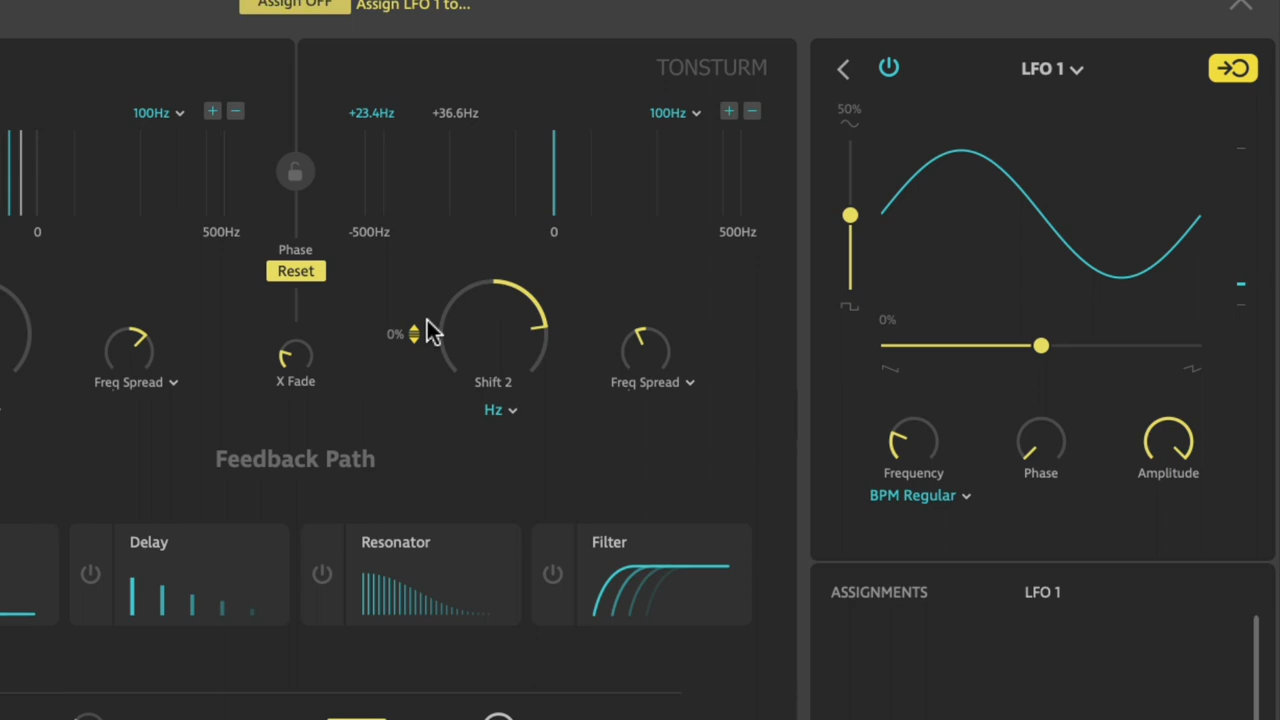 Assign OFF
Assign LFO 1 to...
TONSTURM
LFO 1
100Hz
+ -
+23.4Hz
+36.6Hz
100Hz
+ -
50%
0
500Hz
-500Hz
0
500Hz
Phase
Reset
0%
0%
Freq Spread
X Fade
Shift 2
Freq Spread
Hz
Feedback Path
Frequency
Phase
Amplitude
BPM Regular
Delay
Resonator
Filter
ASSIGNMENTS
LFO 1